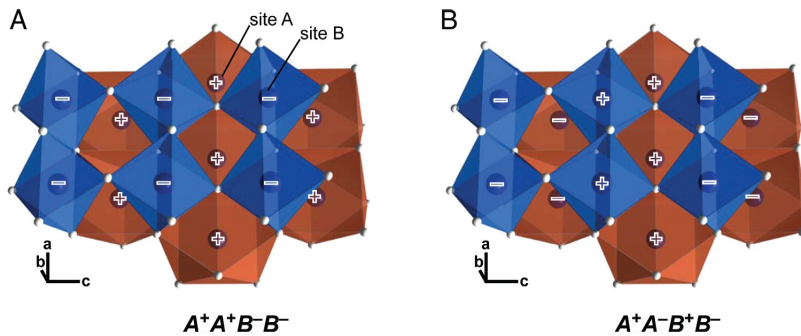 A
site A
site B
+
− − −
+ +
+
− − −
+ +
+
a
b
c
A⁺A⁺B⁻B⁻
B
+
− + −
− −
+
− + −
− −
+
a
b
c
A⁺A⁻B⁺B⁻